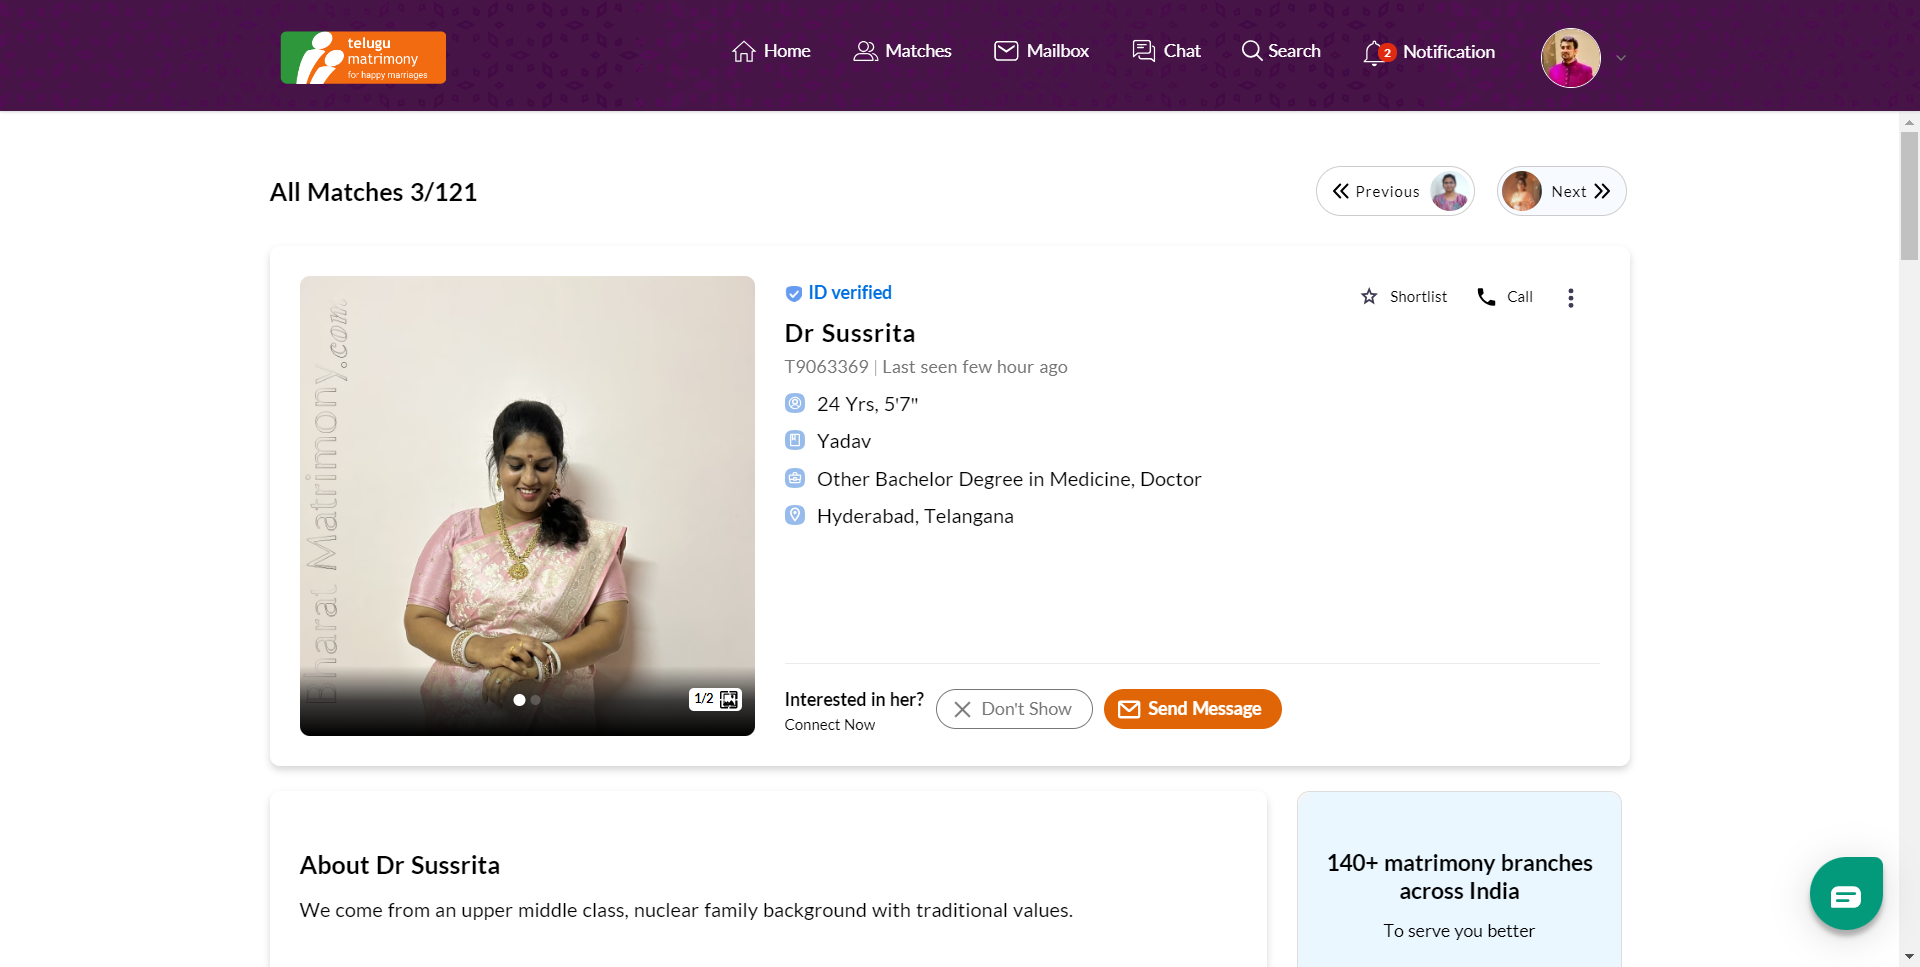 telugu
matrimony
for happy marriages
Home
Matches
Mailbox
Chat
Search
2
Notification
All Matches 3/121
Previous
Next
Bharat Matrimony.com
1/2
ID verified
Shortlist
Call
Dr Sussrita
T9063369 | Last seen few hour ago
24 Yrs, 5'7"
Yadav
Other Bachelor Degree in Medicine, Doctor
Hyderabad, Telangana
Interested in her?
Connect Now
Don't Show
Send Message
About Dr Sussrita
We come from an upper middle class, nuclear family background with traditional values.
140+ matrimony branches
across India
To serve you better